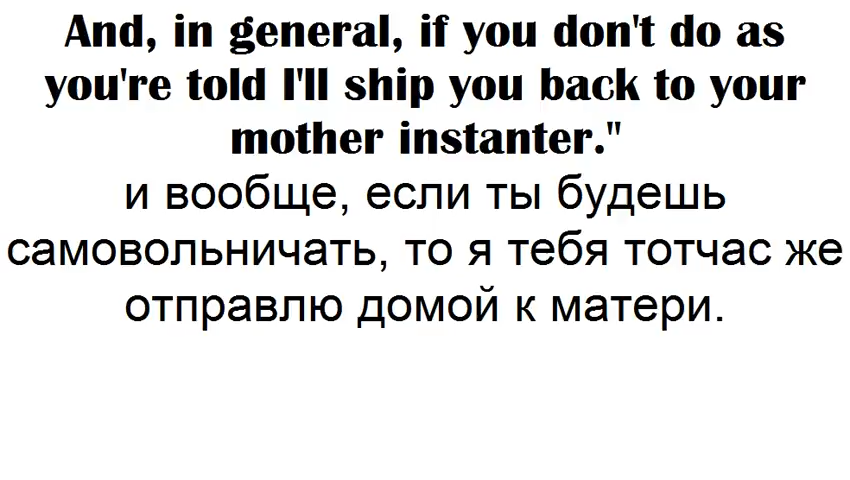 And, in general, if you don't do as
you're told I'll ship you back to your
mother instanter."
и вообще, если ты будешь
самовольничать, то я тебя тотчас же
отправлю домой к матери.